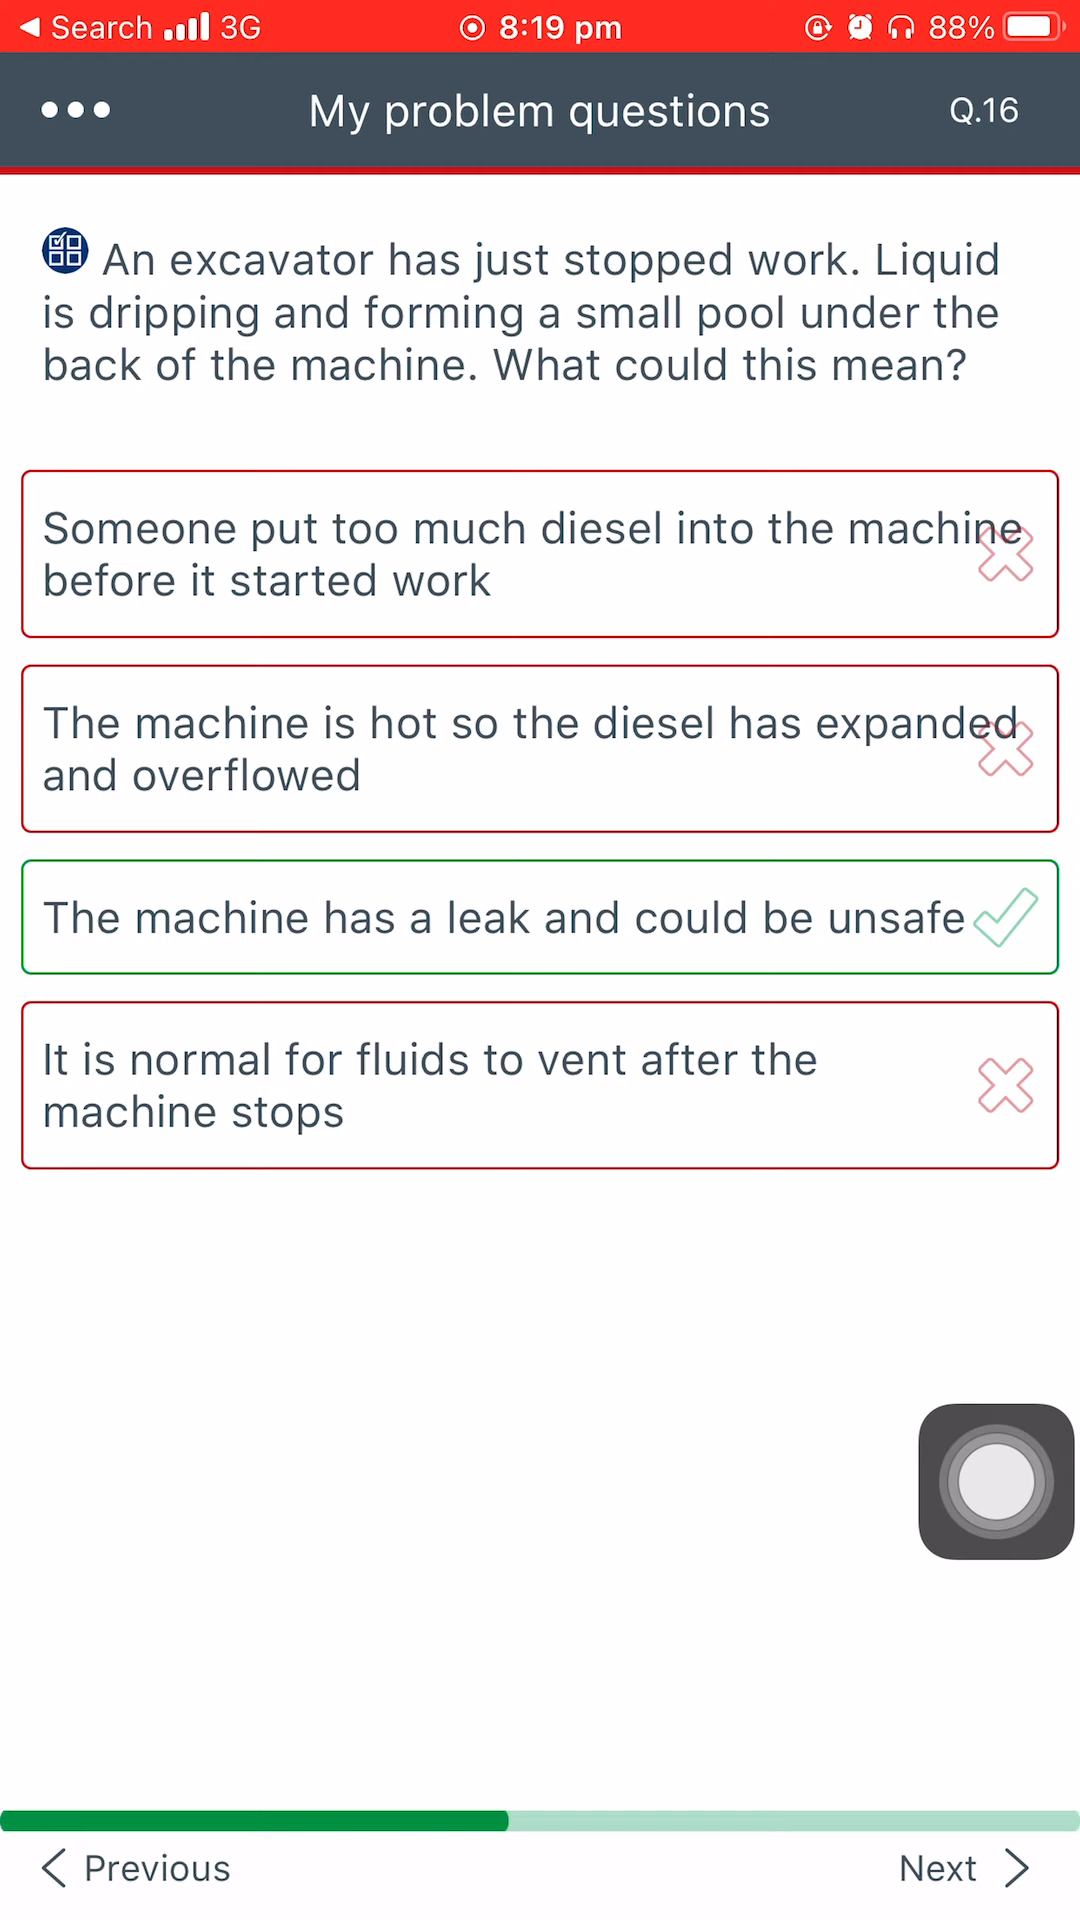 Search 3G 8:19 pm 88%
My problem questions Q.16
An excavator has just stopped work. Liquid
is dripping and forming a small pool under the
back of the machine. What could this mean?
Someone put too much diesel into the machine
before it started work
The machine is hot so the diesel has expanded
and overflowed
The machine has a leak and could be unsafe
It is normal for fluids to vent after the
machine stops
Previous Next